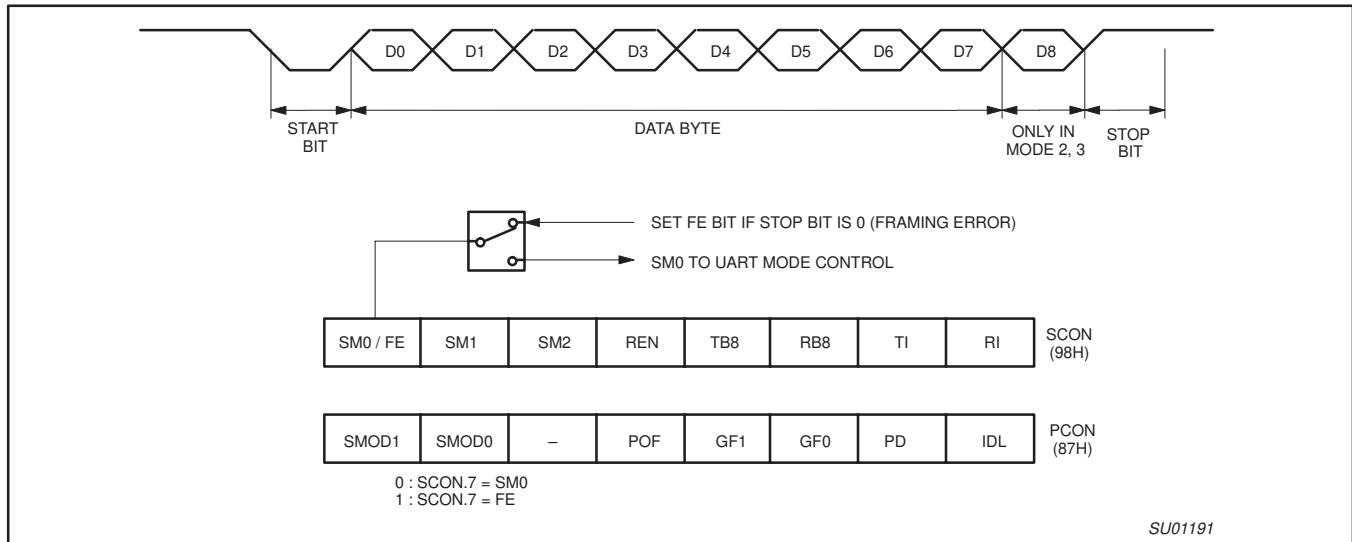 D0 D1 D2 D3 D4 D5 D6 D7 D8
START
BIT
DATA BYTE
ONLY IN
MODE 2, 3
STOP
BIT
SET FE BIT IF STOP BIT IS 0 (FRAMING ERROR)
SM0 TO UART MODE CONTROL
SM0 / FE SM1 SM2 REN TB8 RB8 TI RI
SCON
(98H)
SMOD1 SMOD0 – POF GF1 GF0 PD IDL
PCON
(87H)
0 : SCON.7 = SM0
1 : SCON.7 = FE
SU01191